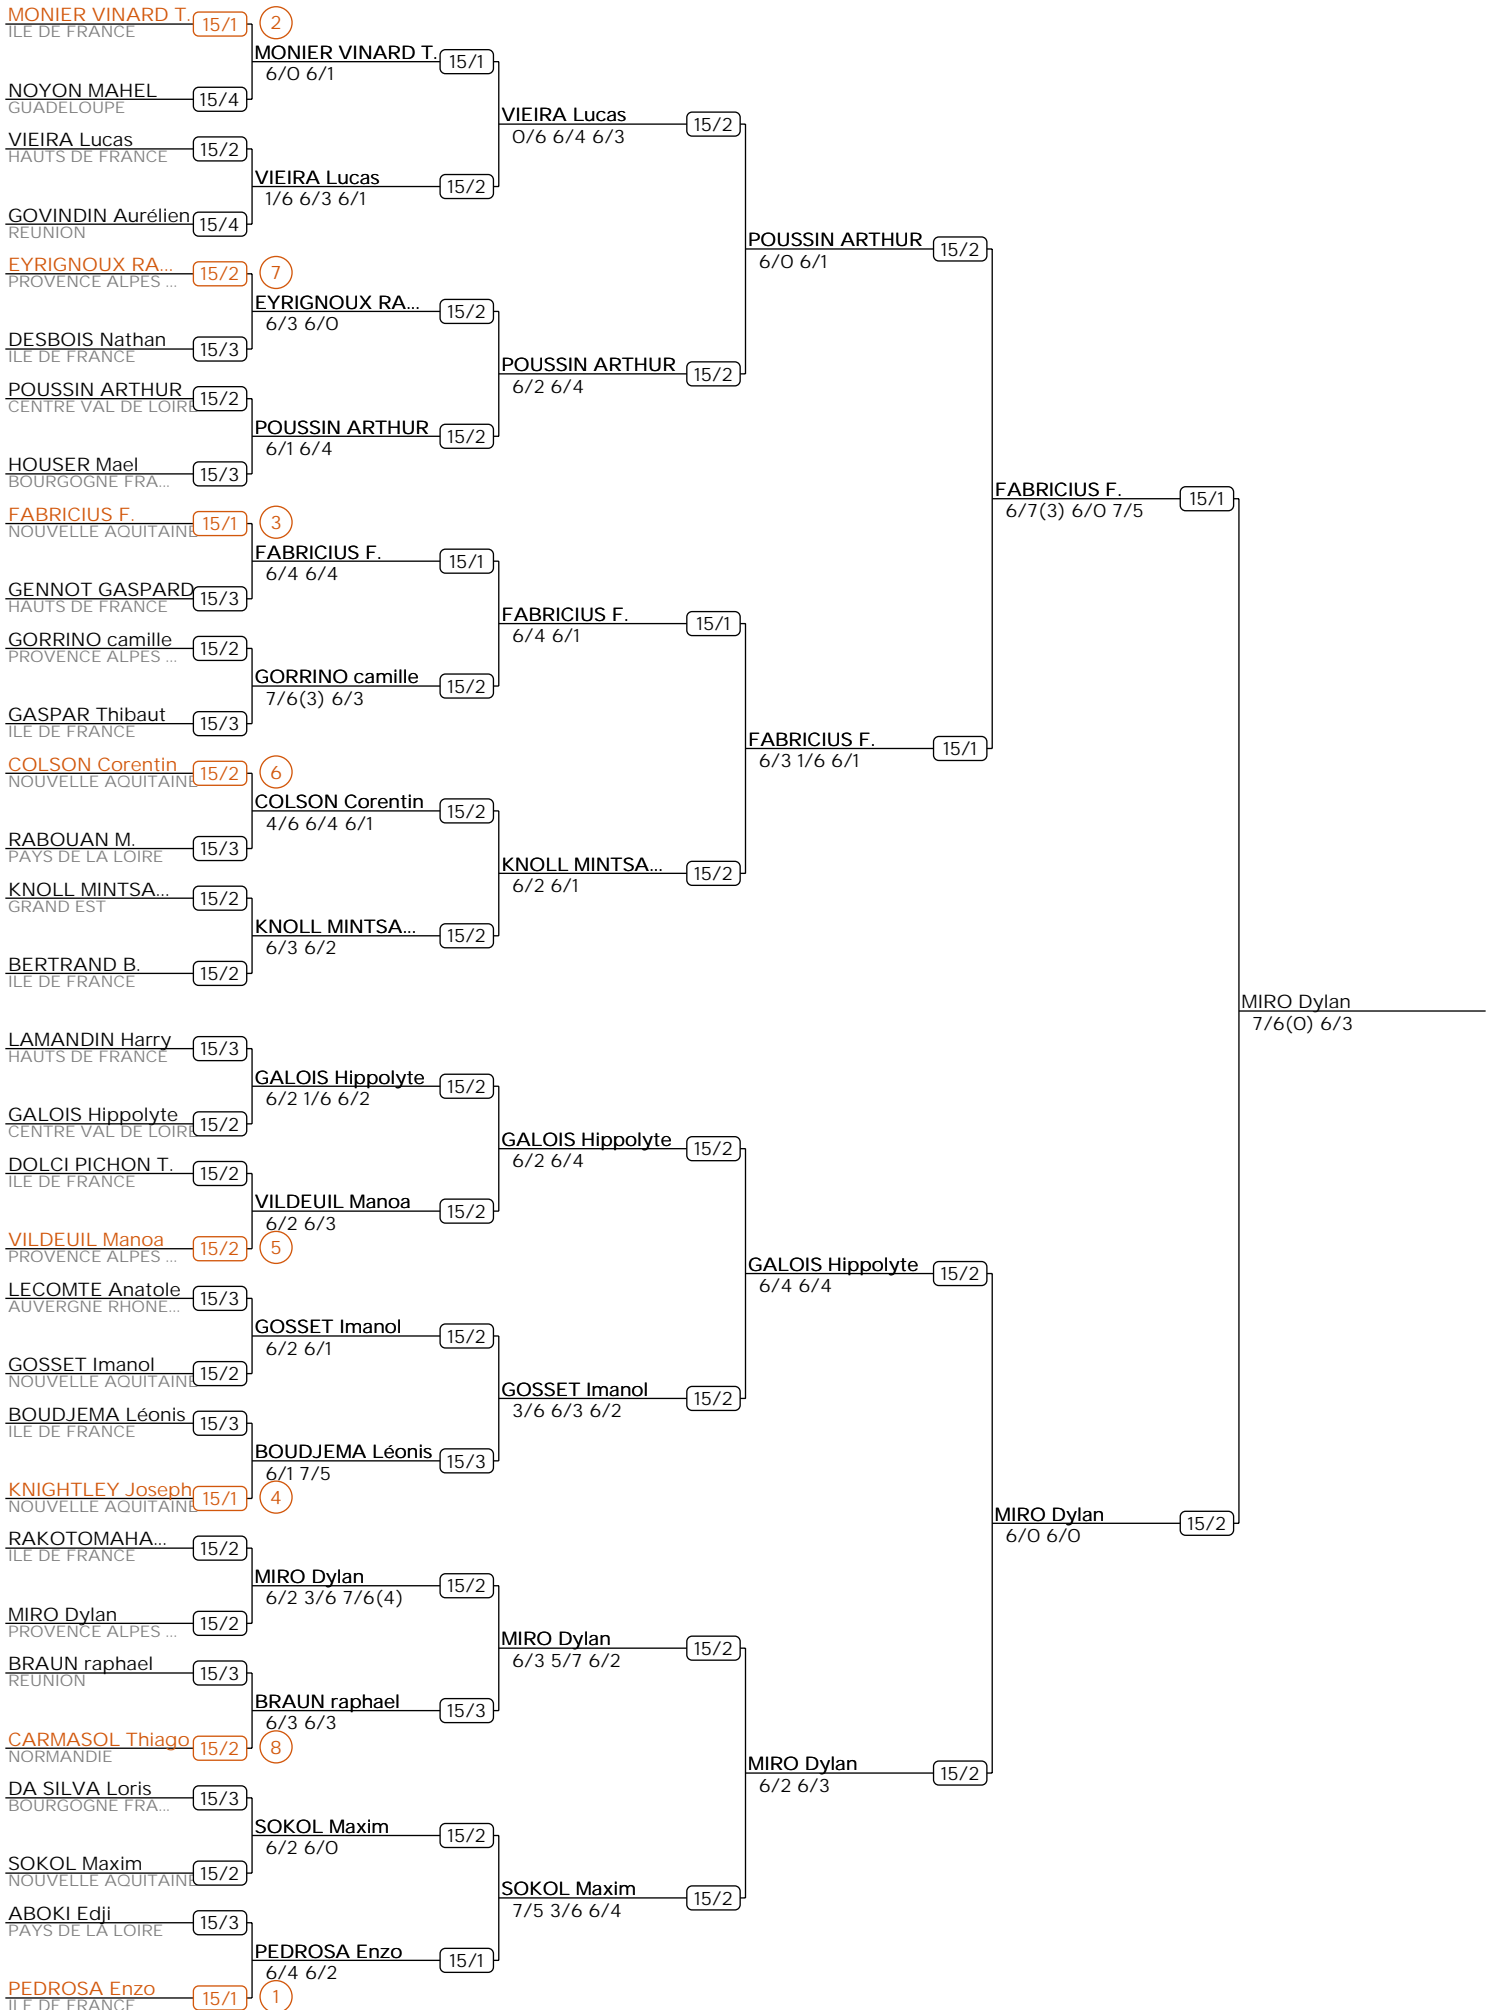 MONIER VINARD T.
15/1
2
ILE DE FRANCE
MONIER VINARD T.
15/1
6/0 6/1
NOYON MAHEL
15/4
GUADELOUPE
VIEIRA Lucas
15/2
0/6 6/4 6/3
VIEIRA Lucas
15/2
HAUTS DE FRANCE
VIEIRA Lucas
15/2
1/6 6/3 6/1
GOVINDIN Aurélien
15/4
REUNION
POUSSIN ARTHUR
15/2
6/0 6/1
EYRIGNOUX RA...
15/2
7
PROVENCE ALPES ...
EYRIGNOUX RA...
15/2
6/3 6/0
DESBOIS Nathan
15/3
ILE DE FRANCE
POUSSIN ARTHUR
15/2
6/2 6/4
POUSSIN ARTHUR
15/2
CENTRE VAL DE LOIRE
POUSSIN ARTHUR
15/2
6/1 6/4
HOUSER Mael
15/3
BOURGOGNE FRA...
FABRICIUS F.
15/1
6/7(3) 6/0 7/5
FABRICIUS F.
15/1
3
NOUVELLE AQUITAINE
FABRICIUS F.
15/1
6/4 6/4
GENNOT GASPARD
15/3
HAUTS DE FRANCE
FABRICIUS F.
15/1
6/4 6/1
GORRINO camille
15/2
PROVENCE ALPES ...
GORRINO camille
15/2
7/6(3) 6/3
GASPAR Thibaut
15/3
ILE DE FRANCE
FABRICIUS F.
15/1
6/3 1/6 6/1
COLSON Corentin
15/2
6
NOUVELLE AQUITAINE
COLSON Corentin
15/2
4/6 6/4 6/1
RABOUAN M.
15/3
PAYS DE LA LOIRE
KNOLL MINTSA...
15/2
6/2 6/1
KNOLL MINTSA...
15/2
GRAND EST
KNOLL MINTSA...
15/2
6/3 6/2
BERTRAND B.
15/2
ILE DE FRANCE
MIRO Dylan
7/6(0) 6/3
LAMANDIN Harry
15/3
HAUTS DE FRANCE
GALOIS Hippolyte
15/2
6/2 1/6 6/2
GALOIS Hippolyte
15/2
CENTRE VAL DE LOIRE
GALOIS Hippolyte
15/2
6/2 6/4
DOLCI PICHON T.
15/2
ILE DE FRANCE
VILDEUIL Manoa
15/2
6/2 6/3
VILDEUIL Manoa
15/2
5
PROVENCE ALPES ...
GALOIS Hippolyte
15/2
6/4 6/4
LECOMTE Anatole
15/3
AUVERGNE RHONE...
GOSSET Imanol
15/2
6/2 6/1
GOSSET Imanol
15/2
NOUVELLE AQUITAINE
GOSSET Imanol
15/2
3/6 6/3 6/2
BOUDJEMA Léonis
15/3
ILE DE FRANCE
BOUDJEMA Léonis
15/3
6/1 7/5
KNIGHTLEY Joseph
15/1
4
NOUVELLE AQUITAINE
MIRO Dylan
15/2
6/0 6/0
RAKOTOMAHA...
15/2
ILE DE FRANCE
MIRO Dylan
15/2
6/2 3/6 7/6(4)
MIRO Dylan
15/2
PROVENCE ALPES ...
MIRO Dylan
15/2
6/3 5/7 6/2
BRAUN raphael
15/3
REUNION
BRAUN raphael
15/3
6/3 6/3
CARMASOL Thiago
15/2
8
NORMANDIE
MIRO Dylan
15/2
6/2 6/3
DA SILVA Loris
15/3
BOURGOGNE FRA...
SOKOL Maxim
15/2
6/2 6/0
SOKOL Maxim
15/2
NOUVELLE AQUITAINE
SOKOL Maxim
15/2
7/5 3/6 6/4
ABOKI Edji
15/3
PAYS DE LA LOIRE
PEDROSA Enzo
15/1
6/4 6/2
PEDROSA Enzo
15/1
1
ILE DE FRANCE